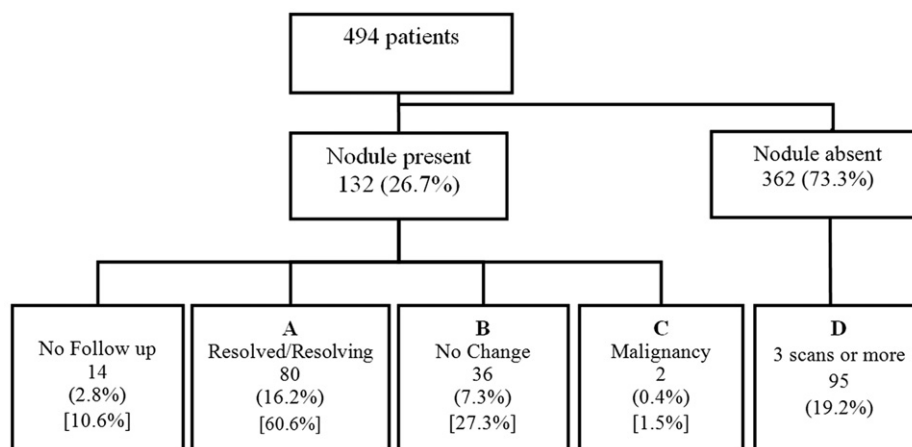 494 patients
Nodule present
132 (26.7%)
Nodule absent
362 (73.3%)
No Follow up
14
(2.8%)
[10.6%]
A
Resolved/Resolving
80
(16.2%)
[60.6%]
B
No Change
36
(7.3%)
[27.3%]
C
Malignancy
2
(0.4%)
[1.5%]
D
3 scans or more
95
(19.2%)